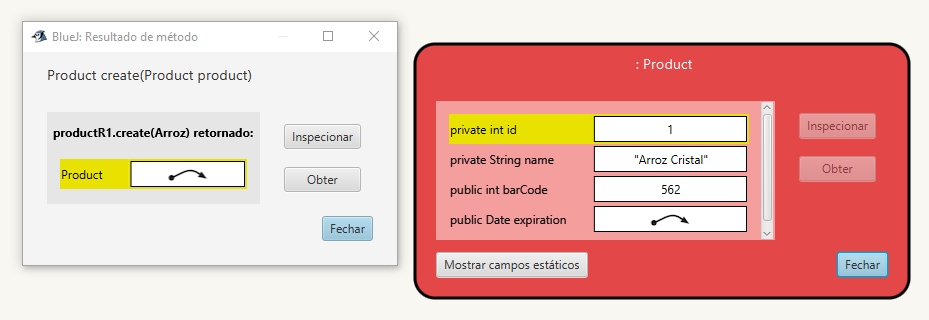 BlueJ: Resultado de método
Product create(Product product)
productR1.create(Arroz) retornado:
Product
Inspecionar
Obter
Fechar
: Product
private int id 1
private String name "Arroz Cristal"
public int barCode 562
public Date expiration
Inspecionar
Obter
Mostrar campos estáticos
Fechar